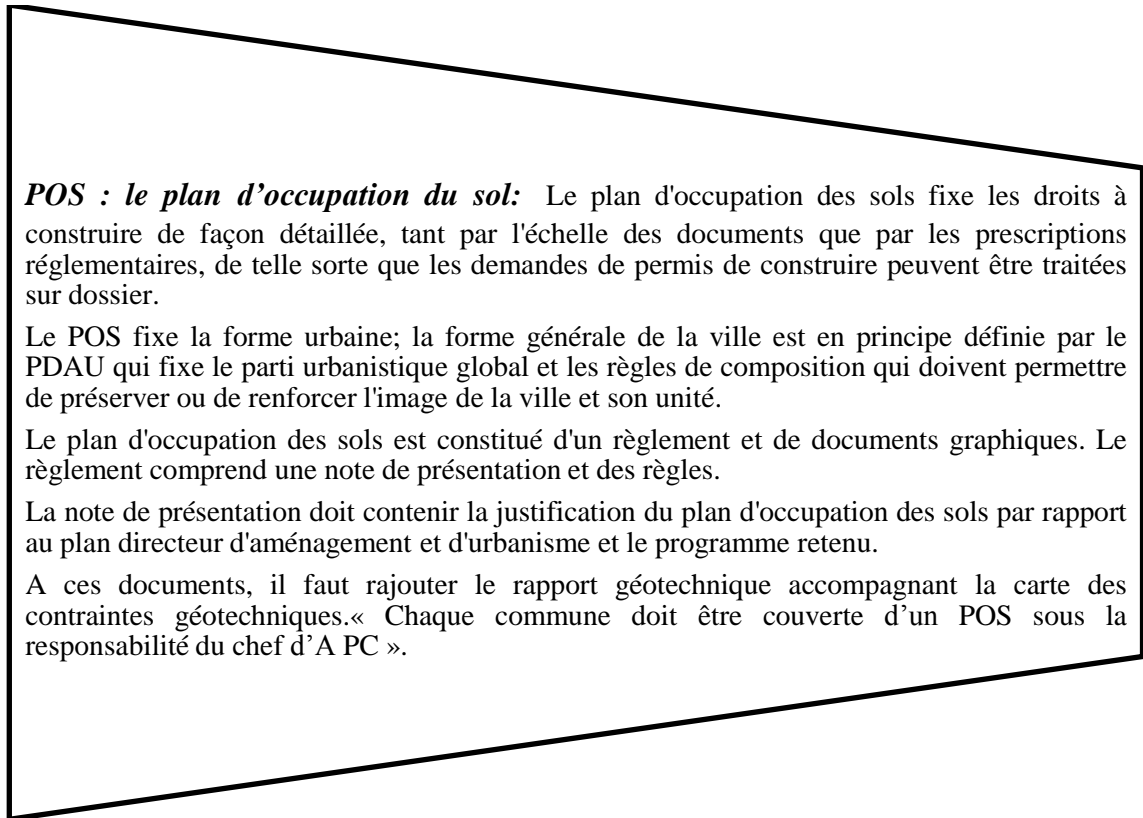 POS : le plan d’occupation du sol: Le plan d'occupation des sols fixe les droits à
construire de façon détaillée, tant par l'échelle des documents que par les prescriptions
réglementaires, de telle sorte que les demandes de permis de construire peuvent être traitées
sur dossier.
Le POS fixe la forme urbaine; la forme générale de la ville est en principe définie par le
PDAU qui fixe le parti urbanistique global et les règles de composition qui doivent permettre
de préserver ou de renforcer l'image de la ville et son unité.
Le plan d'occupation des sols est constitué d'un règlement et de documents graphiques. Le
règlement comprend une note de présentation et des règles.
La note de présentation doit contenir la justification du plan d'occupation des sols par rapport
au plan directeur d'aménagement et d'urbanisme et le programme retenu.
A ces documents, il faut rajouter le rapport géotechnique accompagnant la carte des
contraintes géotechniques.« Chaque commune doit être couverte d’un POS sous la
responsabilité du chef d’A PC ».